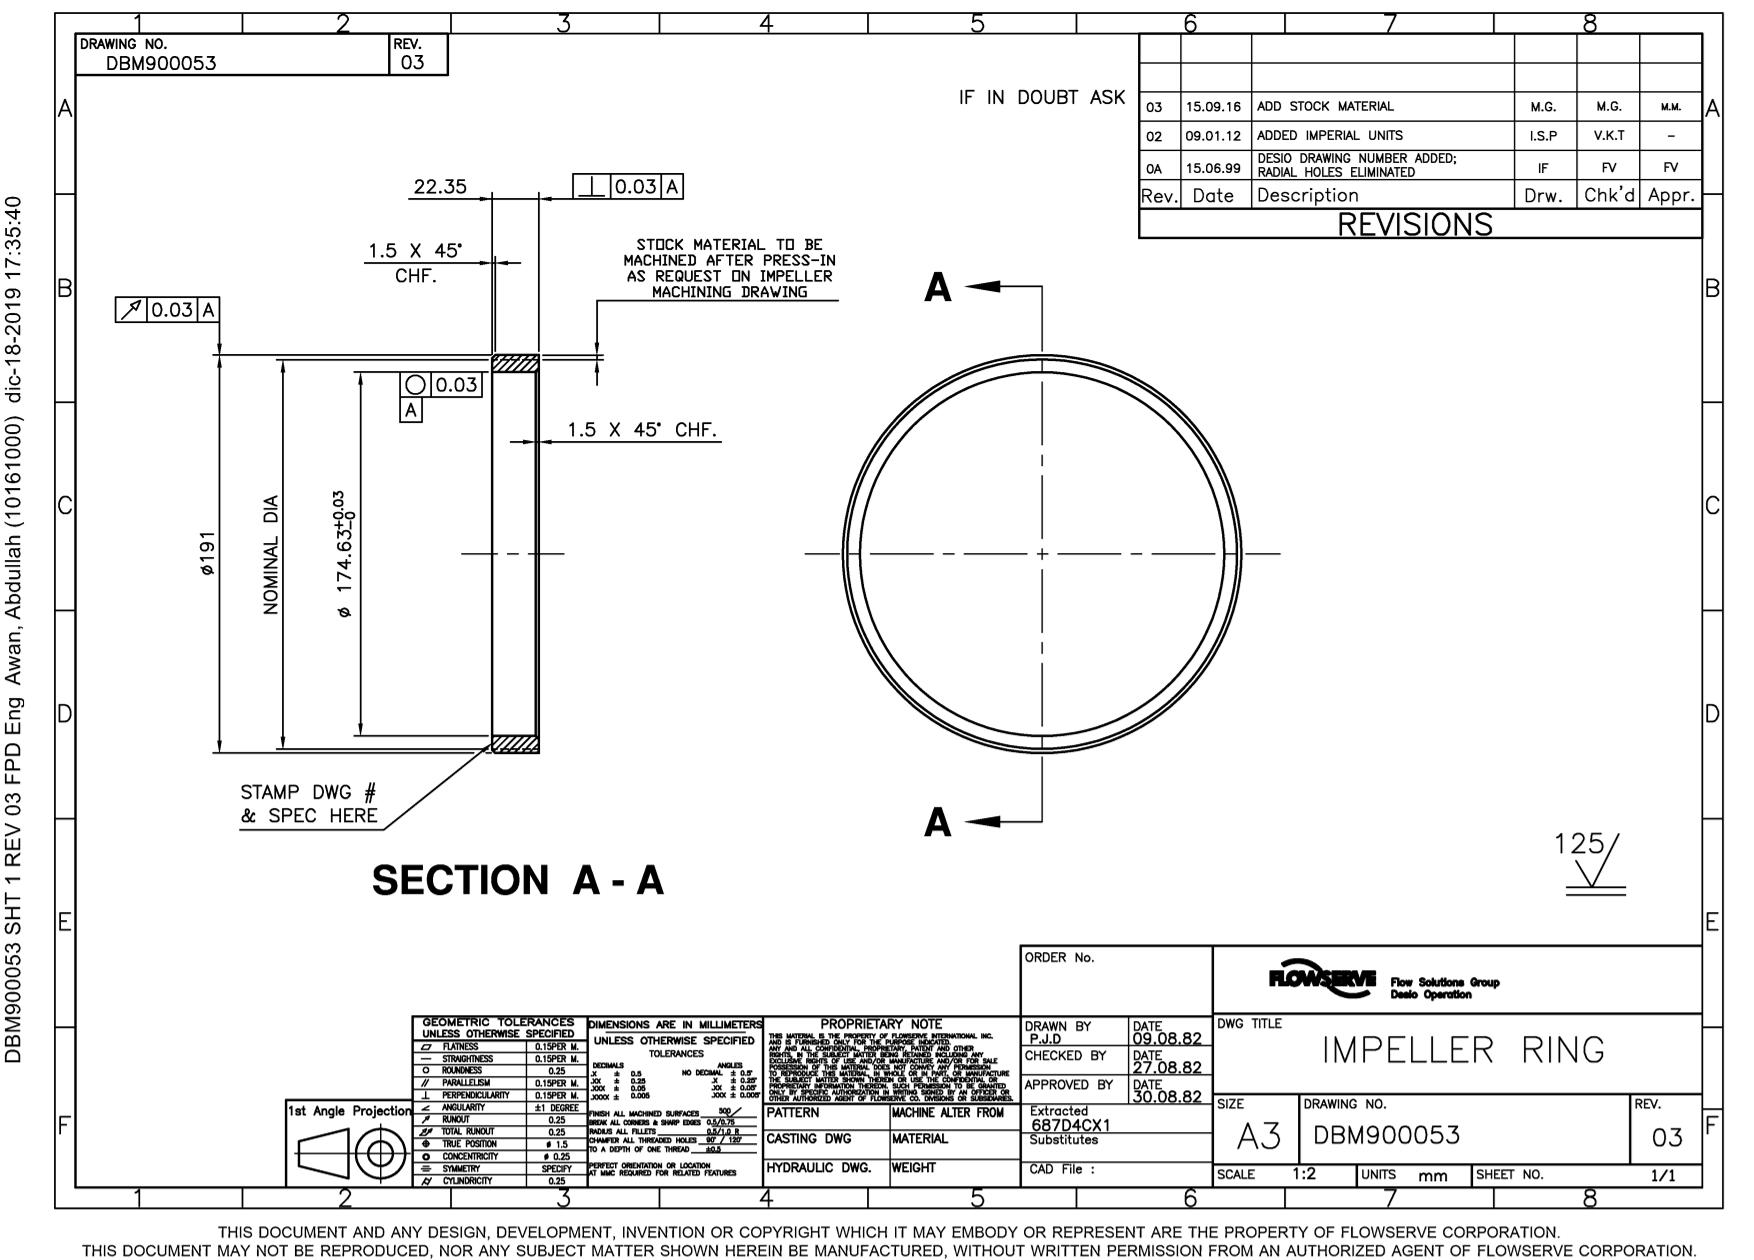 1 2 3 4 5 6 7 8
DRAWING NO.
DBM900053
REV.
03
IF IN DOUBT ASK
03 15.09.16 ADD STOCK MATERIAL M.G. M.G. M.M.
02 09.01.12 ADDED IMPERIAL UNITS I.S.P V.K.T -
0A 15.06.99 DESIO DRAWING NUMBER ADDED; IF FV FV
RADIAL HOLES ELIMINATED
Rev. Date Description Drw. Chk'd Appr.
REVISIONS
A A
B B
C C
D D
E E
F F
DBM900053 SHT 1 REV 03 FPD Eng Awan, Abdullah (10161000) dic-18-2019 17:35:40
22.35
⊥ 0.03 A
1.5 X 45°
CHF.
STOCK MATERIAL TO BE
MACHINED AFTER PRESS-IN
AS REQUEST ON IMPELLER
MACHINING DRAWING
↗ 0.03 A
○ 0.03
A
1.5 X 45° CHF.
ø191
NOMINAL DIA
ø 174.63 +0.03
-0
STAMP DWG #
& SPEC HERE
A
A
SECTION A - A
125/
ORDER No.
FLOWSERVE
Flow Solutions Group
Desio Operation
DWG TITLE
IMPELLER RING
SIZE
A3
DRAWING NO.
DBM900053
REV.
03
SCALE 1:2
UNITS mm
SHEET NO. 1/1
DRAWN BY
P.J.D
DATE
09.08.82
CHECKED BY
DATE
27.08.82
APPROVED BY
DATE
30.08.82
Extracted
687D4CX1
Substitutes
CAD File :
1st Angle Projection
GEOMETRIC TOLERANCES
UNLESS OTHERWISE SPECIFIED
FLATNESS 0.15PER M.
STRAIGHTNESS 0.15PER M.
ROUNDNESS 0.25
PARALLELISM 0.15PER M.
PERPENDICULARITY 0.15PER M.
ANGULARITY ±1 DEGREE
RUNOUT 0.25
TOTAL RUNOUT 0.25
TRUE POSITION ø 1.5
CONCENTRICITY ø 0.25
SYMMETRY SPECIFY
CYLINDRICITY 0.25
DIMENSIONS ARE IN MILLIMETERS
UNLESS OTHERWISE SPECIFIED
TOLERANCES
DECIMALS ANGLES
.X ± 0.5 NO DECIMAL ± 0.5°
.XX ± 0.25 .X ± 0.25°
.XXX ± 0.05 .XX ± 0.05°
.XXXX ± 0.005 .XXX ± 0.005°
FINISH ALL MACHINED SURFACES 500/
BREAK ALL CORNERS & SHARP EDGES 0.5/0.75
RADIUS ALL FILLETS 0.5/1.0 R
CHAMFER ALL THREADED HOLES 90° / 120°
TO A DEPTH OF ONE THREAD ±0.5
PERFECT ORIENTATION OR LOCATION
AT MMC REQUIRED FOR RELATED FEATURES
PROPRIETARY NOTE
THIS MATERIAL IS THE PROPERTY OF FLOWSERVE INTERNATIONAL INC.
AND IS FURNISHED ONLY FOR THE PURPOSE INDICATED.
ANY AND ALL CONFIDENTIAL, PROPRIETARY, PATENT AND OTHER
RIGHTS, IN THE SUBJECT MATTER BEING RETAINED INCLUDING ANY
EXCLUSIVE RIGHTS OF USE AND/OR MANUFACTURE AND/OR FOR SALE
POSSESSION OF THIS MATERIAL DOES NOT CONVEY ANY PERMISSION
TO REPRODUCE THIS MATERIAL, IN WHOLE OR IN PART, OR MANUFACTURE
THE SUBJECT MATTER SHOWN THEREIN OR USE THE CONFIDENTIAL OR
PROPRIETARY INFORMATION THEREIN. SUCH PERMISSION TO BE GRANTED
ONLY BY SPECIFIC AUTHORIZATION IN WRITING SIGNED BY AN OFFICER OR
OTHER AUTHORIZED AGENT OF FLOWSERVE CO. DIVISIONS OR SUBSIDIARIES.
PATTERN
MACHINE ALTER FROM
CASTING DWG
MATERIAL
HYDRAULIC DWG.
WEIGHT
1 2 3 4 5 6 7 8
THIS DOCUMENT AND ANY DESIGN, DEVELOPMENT, INVENTION OR COPYRIGHT WHICH IT MAY EMBODY OR REPRESENT ARE THE PROPERTY OF FLOWSERVE CORPORATION.
THIS DOCUMENT MAY NOT BE REPRODUCED, NOR ANY SUBJECT MATTER SHOWN HEREIN BE MANUFACTURED, WITHOUT WRITTEN PERMISSION FROM AN AUTHORIZED AGENT OF FLOWSERVE CORPORATION.